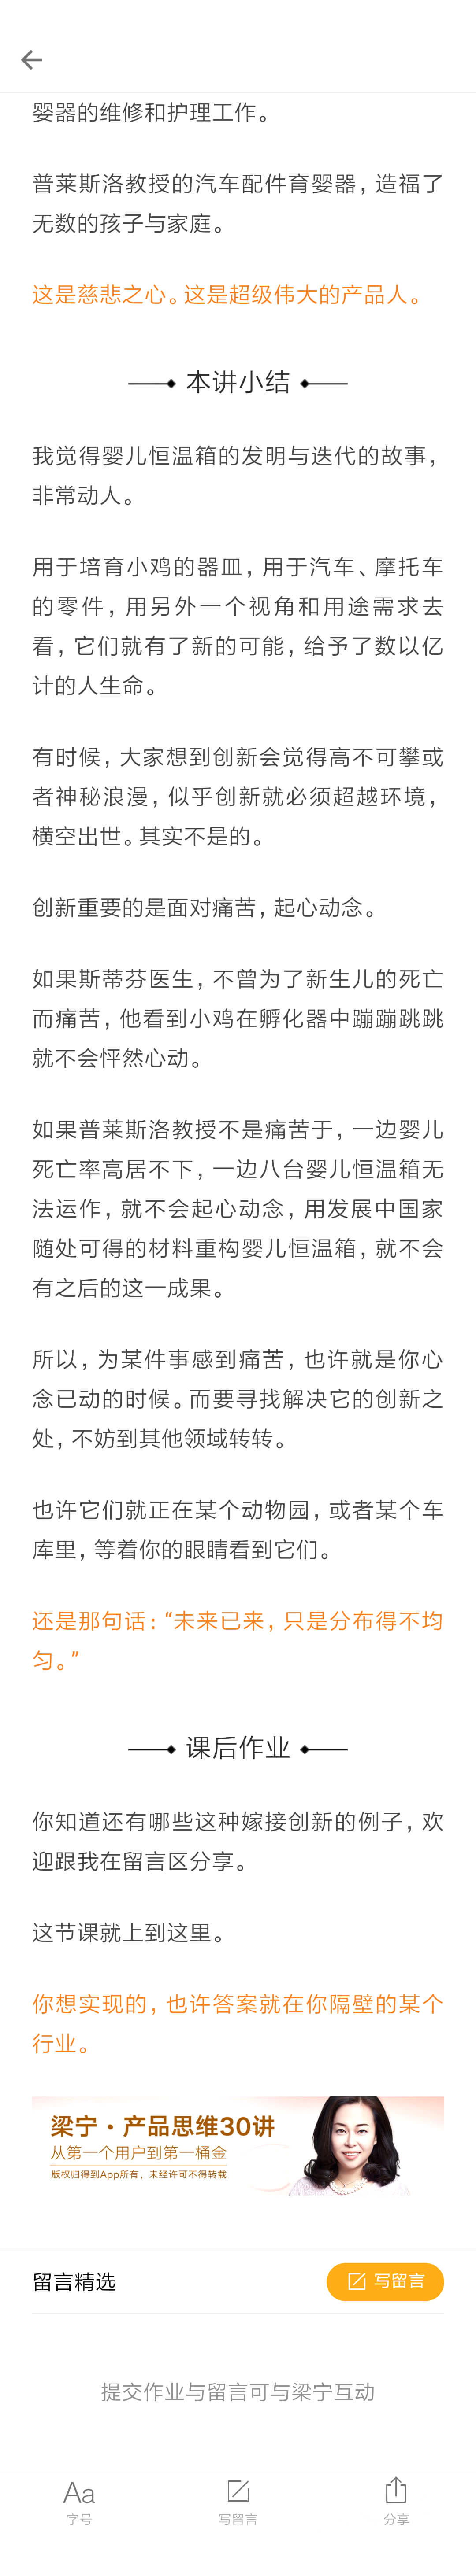 婴器的维修和护理工作。
普莱斯洛教授的汽车配件育婴器，造福了
无数的孩子与家庭。
这是慈悲之心。这是超级伟大的产品人。
本讲小结
我觉得婴儿恒温箱的发明与迭代的故事，
非常动人。
用于培育小鸡的器皿，用于汽车、摩托车
的零件，用另外一个视角和用途需求去
看，它们就有了新的可能，给予了数以亿
计的人生命。
有时候，大家想到创新会觉得高不可攀或
者神秘浪漫，似乎创新就必须超越环境，
横空出世。其实不是的。
创新重要的是面对痛苦，起心动念。
如果斯蒂芬医生，不曾为了新生儿的死亡
而痛苦，他看到小鸡在孵化器中蹦蹦跳跳
就不会怦然心动。
如果普莱斯洛教授不是痛苦于，一边婴儿
死亡率高居不下，一边八台婴儿恒温箱无
法运作，就不会起心动念，用发展中国家
随处可得的材料重构婴儿恒温箱，就不会
有之后的这一成果。
所以，为某件事感到痛苦，也许就是你心
念已动的时候。而要寻找解决它的创新之
处，不妨到其他领域转转。
也许它们就正在某个动物园，或者某个车
库里，等着你的眼睛看到它们。
还是那句话：“未来已来，只是分布得不均
匀。”
课后作业
你知道还有哪些这种嫁接创新的例子，欢
迎跟我在留言区分享。
这节课就上到这里。
你想实现的，也许答案就在你隔壁的某个
行业。
梁宁·产品思维30讲
从第一个用户到第一桶金
版权归得到App所有，未经许可不得转载
留言精选
写留言
提交作业与留言可与梁宁互动
Aa
字号
写留言
分享